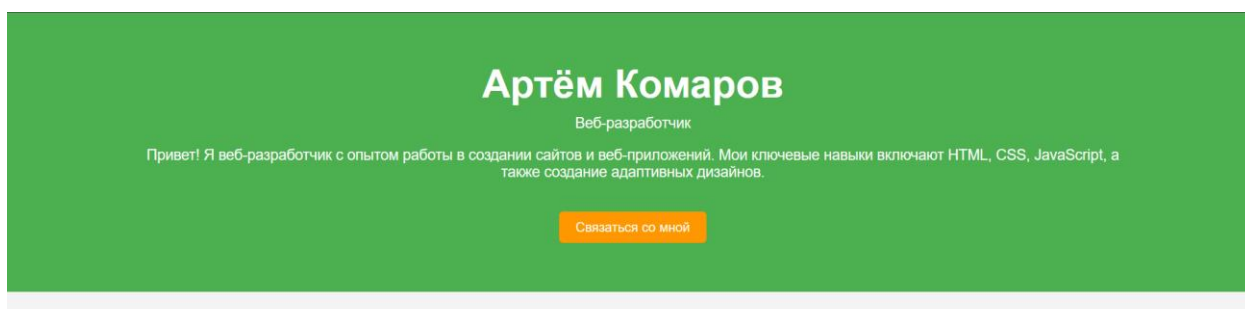 Артём Комаров
Веб-разработчик
Привет! Я веб-разработчик с опытом работы в создании сайтов и веб-приложений. Мои ключевые навыки включают HTML, CSS, JavaScript, а
также создание адаптивных дизайнов.
Связаться со мной